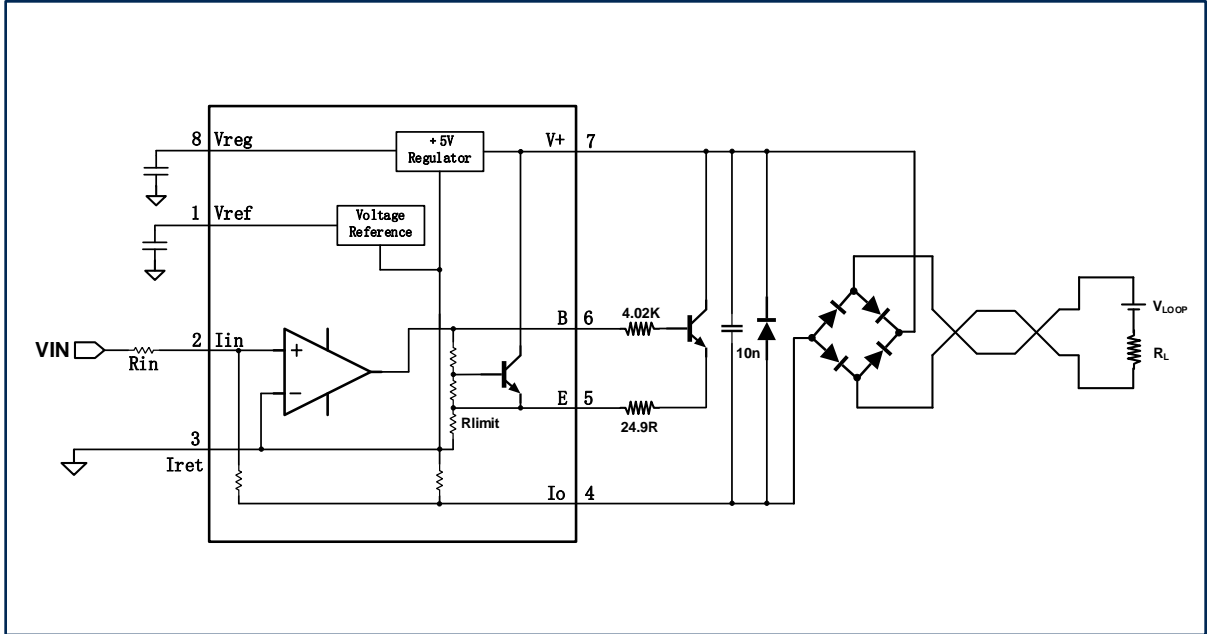 8 Vreg
+5V
Regulator
V+ 7
1 Vref
Voltage
Reference
VIN
Rin
2 Iin
+
−
B 6
4.02K
10n
VLOOP
RL
E 5
24.9R
Rlimit
3
Iret
Io 4